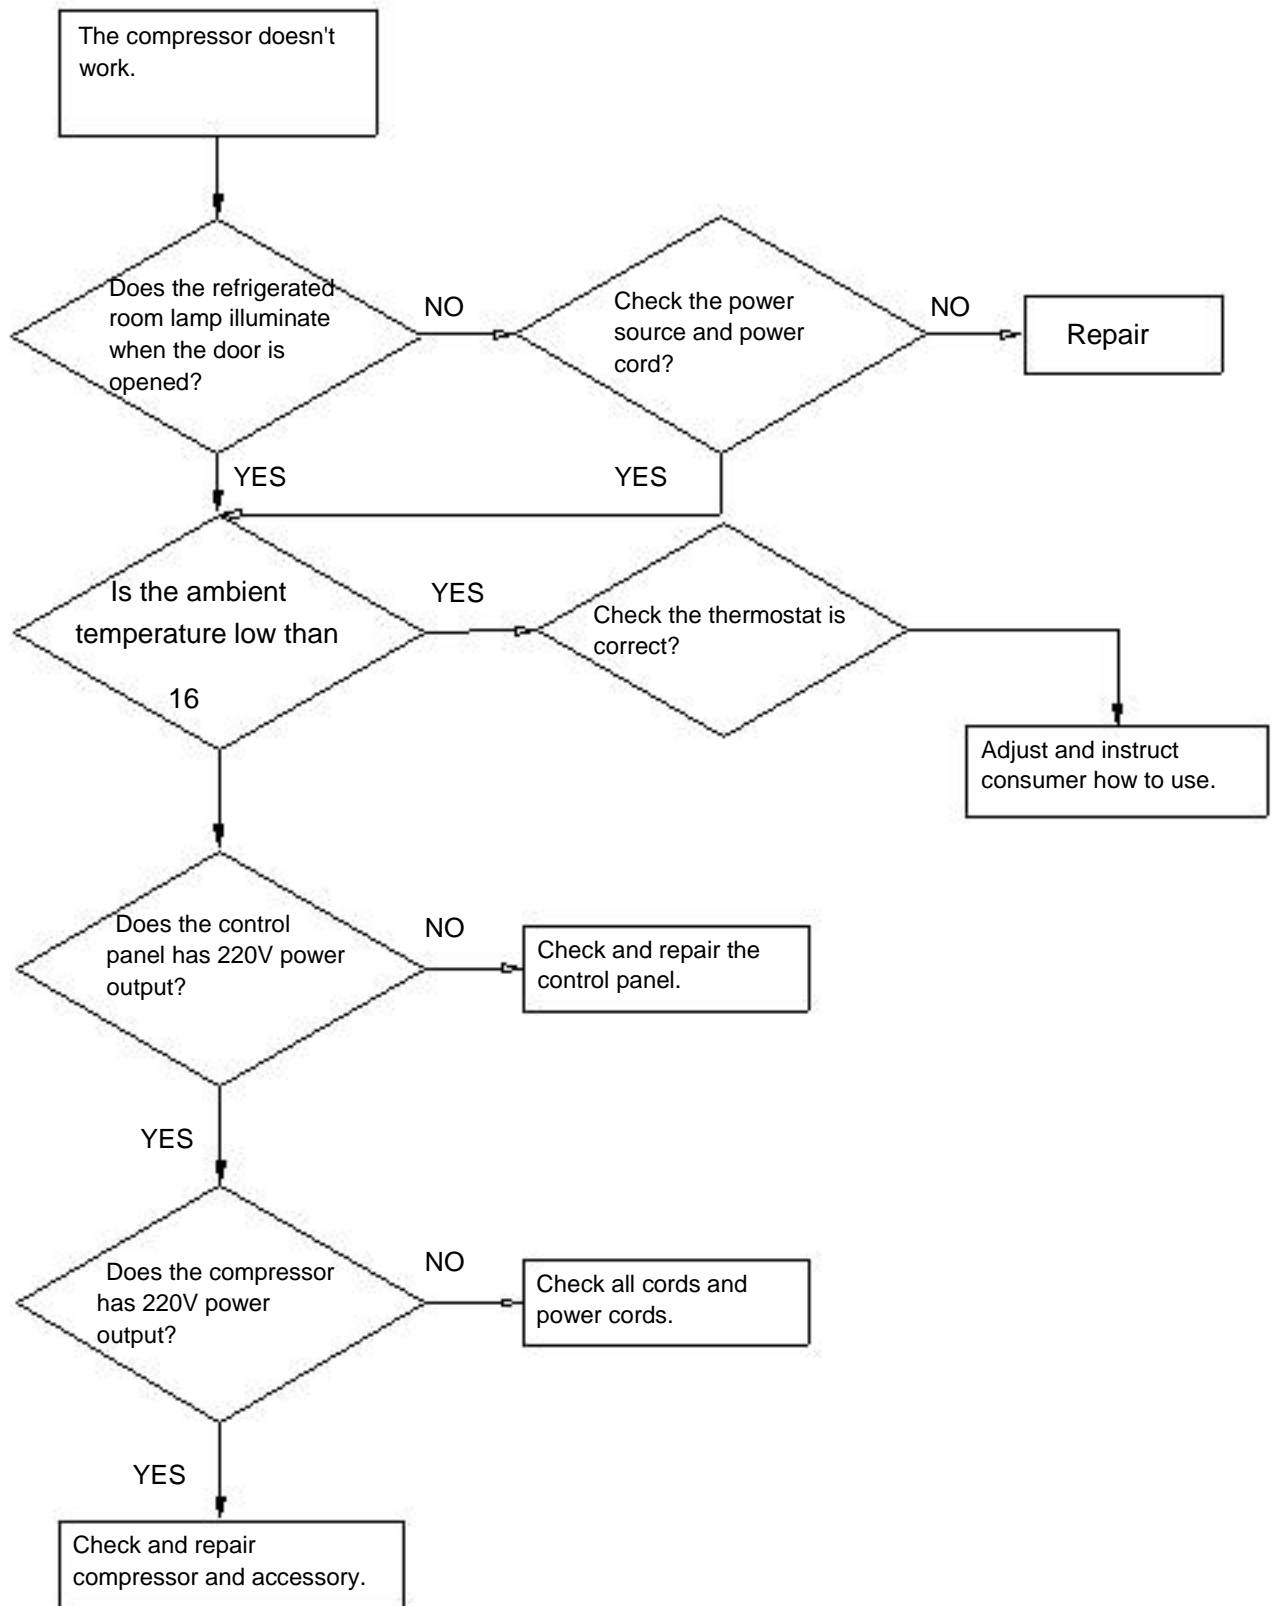 The compressor doesn't
work.
Does the refrigerated
room lamp illuminate
when the door is
opened?
NO
Check the power
source and power
cord?
NO
Repair
YES
YES
Is the ambient
temperature low than
16
YES
Check the thermostat is
correct?
Adjust and instruct
consumer how to use.
Does the control
panel has 220V power
output?
NO
Check and repair the
control panel.
YES
Does the compressor
has 220V power
output?
NO
Check all cords and
power cords.
YES
Check and repair
compressor and accessory.